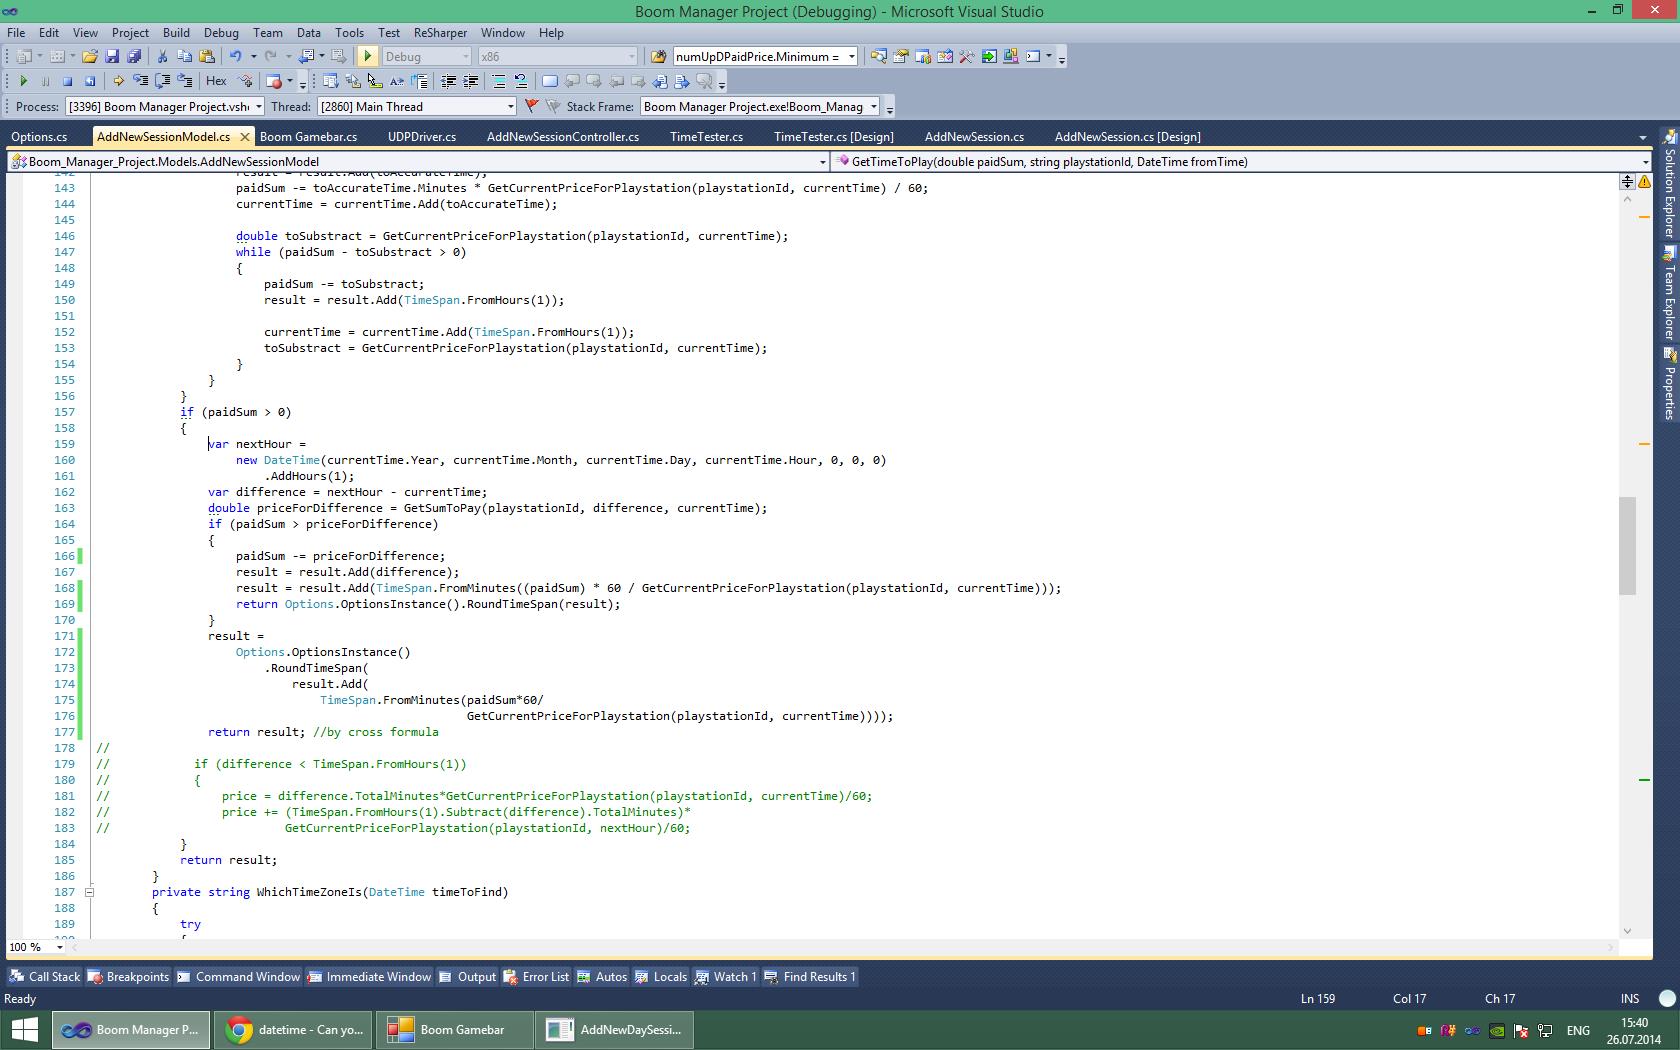 Boom Manager Project (Debugging) - Microsoft Visual Studio
File Edit View Project Build Debug Team Data Tools Test ReSharper Window Help
Debug x86 numUpDPaidPrice.Minimum =
Hex
Process: [3396] Boom Manager Project.vshc Thread: [2860] Main Thread Stack Frame: Boom Manager Project.exe!Boom_Manag
Options.cs AddNewSessionModel.cs Boom Gamebar.cs UDPDriver.cs AddNewSessionController.cs TimeTester.cs TimeTester.cs [Design] AddNewSession.cs AddNewSession.cs [Design]
Boom_Manager_Project.Models.AddNewSessionModel GetTimeToPlay(double paidSum, string playstationId, DateTime fromTime)
142 result = result.Add(toAccurateTime);
143 paidSum -= toAccurateTime.Minutes * GetCurrentPriceForPlaystation(playstationId, currentTime) / 60;
144 currentTime = currentTime.Add(toAccurateTime);
145
146 double toSubstract = GetCurrentPriceForPlaystation(playstationId, currentTime);
147 while (paidSum - toSubstract > 0)
148 {
149 paidSum -= toSubstract;
150 result = result.Add(TimeSpan.FromHours(1));
151
152 currentTime = currentTime.Add(TimeSpan.FromHours(1));
153 toSubstract = GetCurrentPriceForPlaystation(playstationId, currentTime);
154 }
155 }
156 }
157 if (paidSum > 0)
158 {
159 var nextHour =
160 new DateTime(currentTime.Year, currentTime.Month, currentTime.Day, currentTime.Hour, 0, 0, 0)
161 .AddHours(1);
162 var difference = nextHour - currentTime;
163 double priceForDifference = GetSumToPay(playstationId, difference, currentTime);
164 if (paidSum > priceForDifference)
165 {
166 paidSum -= priceForDifference;
167 result = result.Add(difference);
168 result = result.Add(TimeSpan.FromMinutes((paidSum) * 60 / GetCurrentPriceForPlaystation(playstationId, currentTime)));
169 return Options.OptionsInstance().RoundTimeSpan(result);
170 }
171 result =
172 Options.OptionsInstance()
173 .RoundTimeSpan(
174 result.Add(
175 TimeSpan.FromMinutes(paidSum*60/
176 GetCurrentPriceForPlaystation(playstationId, currentTime))));
177 return result; //by cross formula
178 //
179 // if (difference < TimeSpan.FromHours(1))
180 // {
181 // price = difference.TotalMinutes*GetCurrentPriceForPlaystation(playstationId, currentTime)/60;
182 // price += (TimeSpan.FromHours(1).Subtract(difference).TotalMinutes)*
183 // GetCurrentPriceForPlaystation(playstationId, nextHour)/60;
184 }
185 return result;
186 }
187 private string WhichTimeZoneIs(DateTime timeToFind)
188 {
189 try
100 %
Solution Explorer
Team Explorer
Properties
Call Stack Breakpoints Command Window Immediate Window Output Error List Autos Locals Watch 1 Find Results 1
Ready Ln 159 Col 17 Ch 17 INS
Boom Manager P... datetime - Can yo... Boom Gamebar AddNewDaySessi... ENG
15:40
26.07.2014